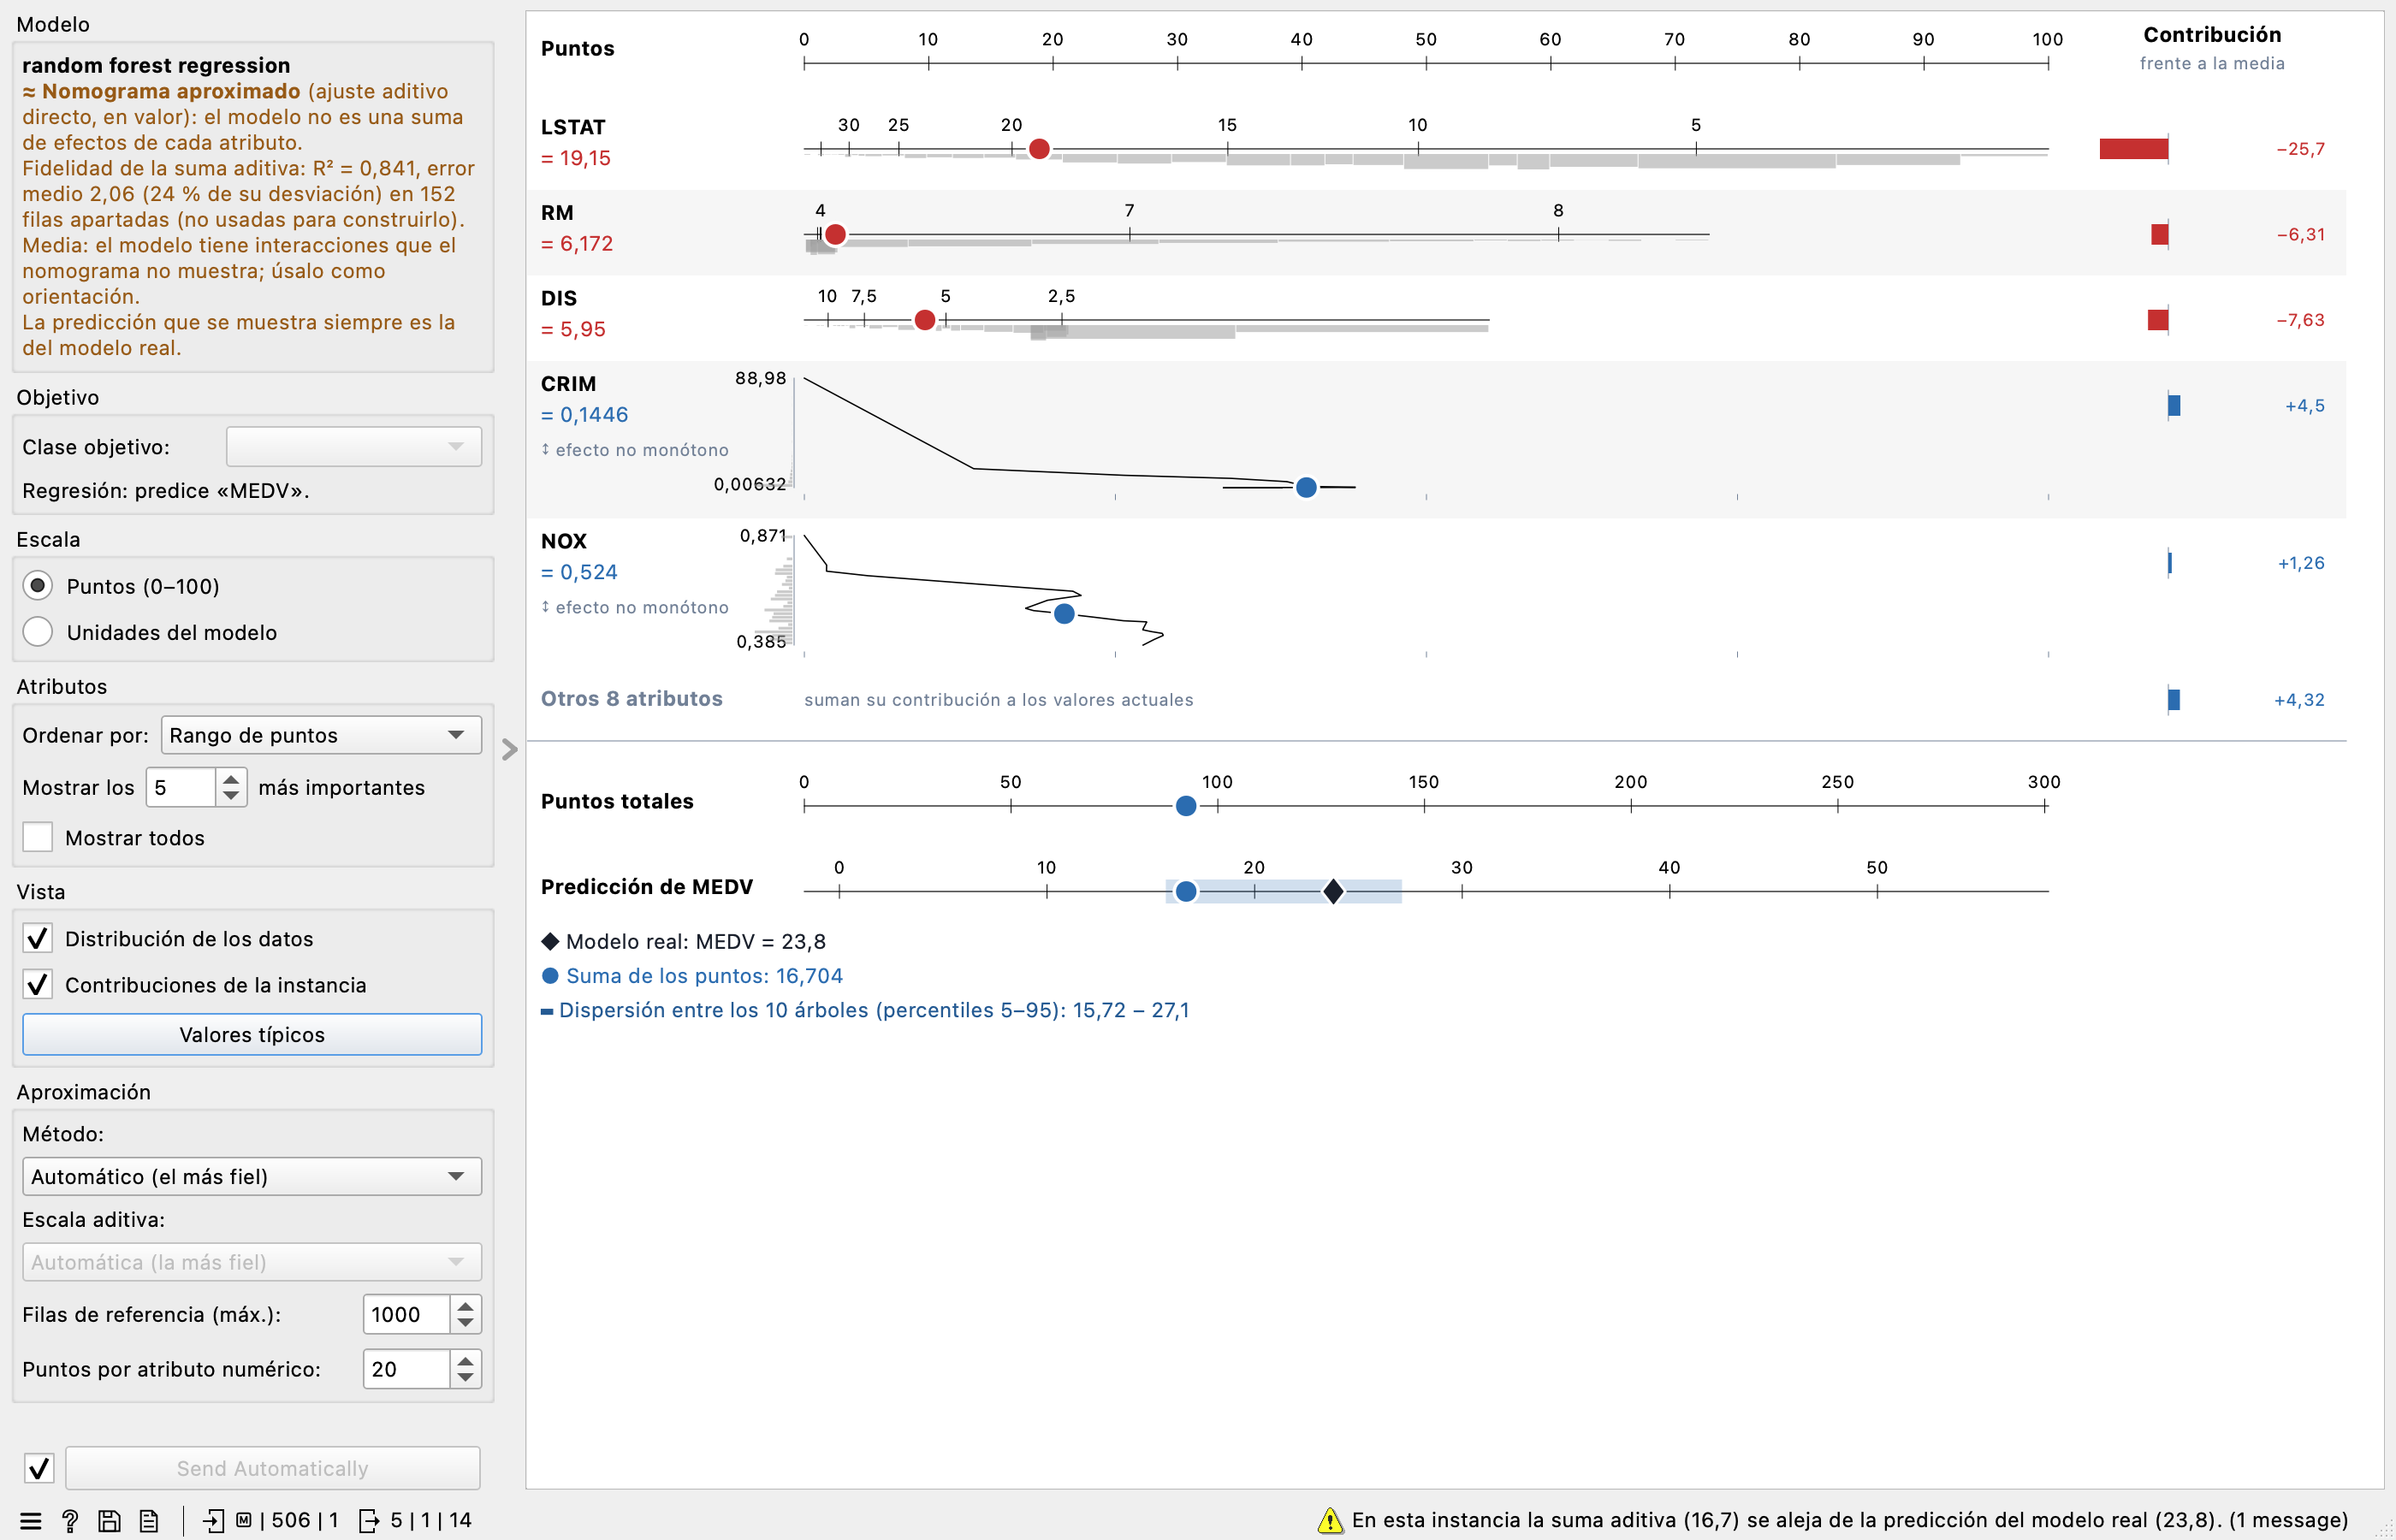 Modelo
random forest regression
≈ Nomograma aproximado (ajuste aditivo
directo, en valor): el modelo no es una suma
de efectos de cada atributo.
Fidelidad de la suma aditiva: R² = 0,841, error
medio 2,06 (24 % de su desviación) en 152
filas apartadas (no usadas para construirlo).
Media: el modelo tiene interacciones que el
nomograma no muestra; úsalo como
orientación.
La predicción que se muestra siempre es la
del modelo real.
Objetivo
Clase objetivo:
Regresión: predice «MEDV».
Escala
Puntos (0–100)
Unidades del modelo
Atributos
Ordenar por: Rango de puntos
Mostrar los 5 más importantes
Mostrar todos
Vista
Distribución de los datos
Contribuciones de la instancia
Valores típicos
Aproximación
Método:
Automático (el más fiel)
Escala aditiva:
Automática (la más fiel)
Filas de referencia (máx.): 1000
Puntos por atributo numérico: 20
Send Automatically
Puntos 0 10 20 30 40 50 60 70 80 90 100 Contribución
frente a la media
LSTAT 30 25 20 15 10 5
= 19,15 −25,7
RM 4 7 8
= 6,172 −6,31
DIS 10 7,5 5 2,5
= 5,95 −7,63
CRIM 88,98
= 0,1446 +4,5
↕ efecto no monótono
0,00632
NOX 0,871
= 0,524 +1,26
↕ efecto no monótono
0,385
Otros 8 atributos suman su contribución a los valores actuales +4,32
Puntos totales 0 50 100 150 200 250 300
Predicción de MEDV 0 10 20 30 40 50
◆ Modelo real: MEDV = 23,8
● Suma de los puntos: 16,704
Dispersión entre los 10 árboles (percentiles 5–95): 15,72 – 27,1
M | 506 | 1 5 | 1 | 14
En esta instancia la suma aditiva (16,7) se aleja de la predicción del modelo real (23,8). (1 message)